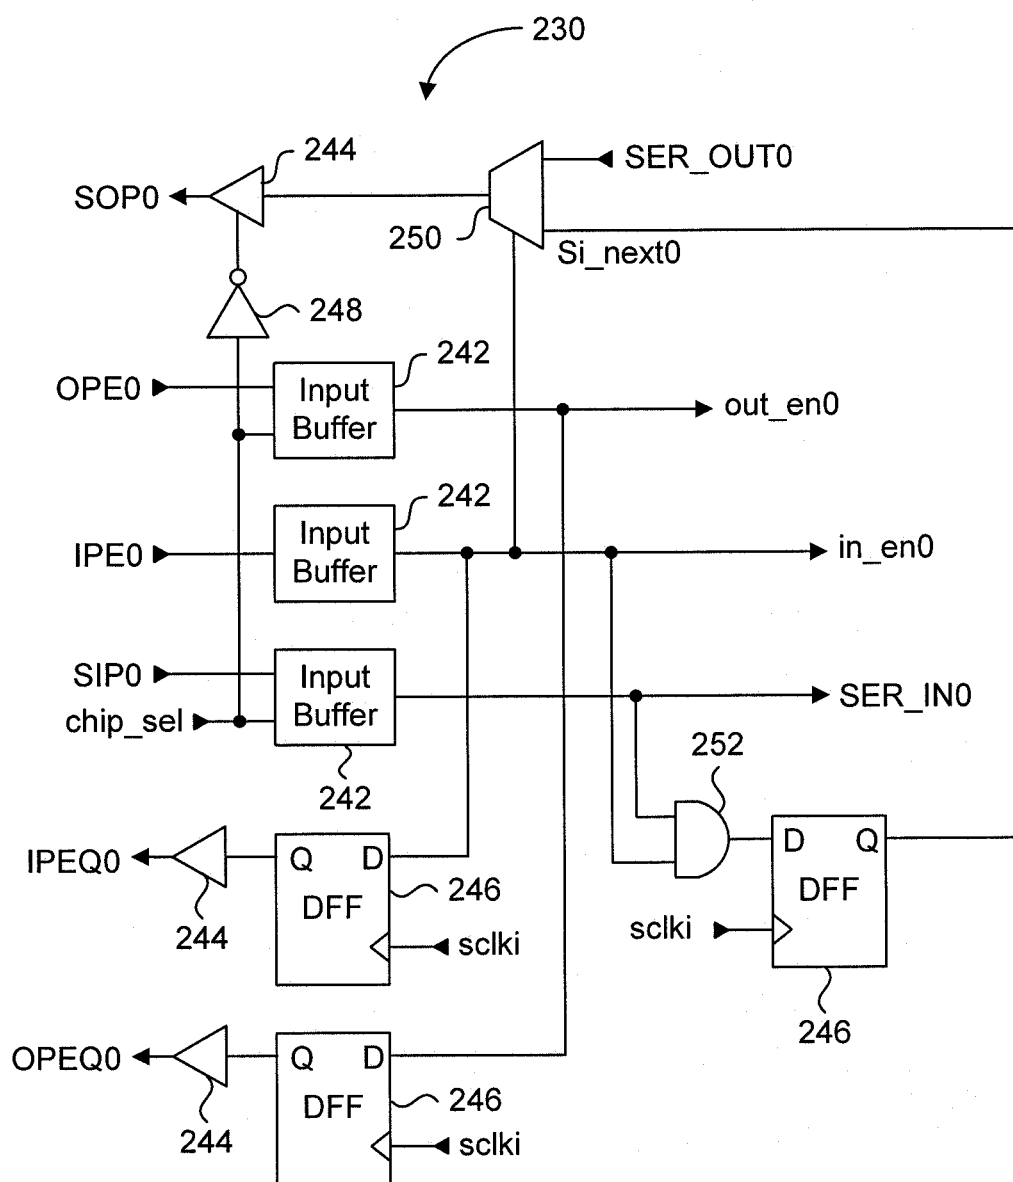 230
244
SOP0
SER_OUT0
250
Si_next0
248
242
OPE0
Input
Buffer
out_en0
242
IPE0
Input
Buffer
in_en0
SIP0
chip_sel
Input
Buffer
SER_IN0
242
252
IPEQ0
244
Q D
DFF
246
sclki
D Q
DFF
sclki
246
OPEQ0
244
Q D
DFF
246
sclki